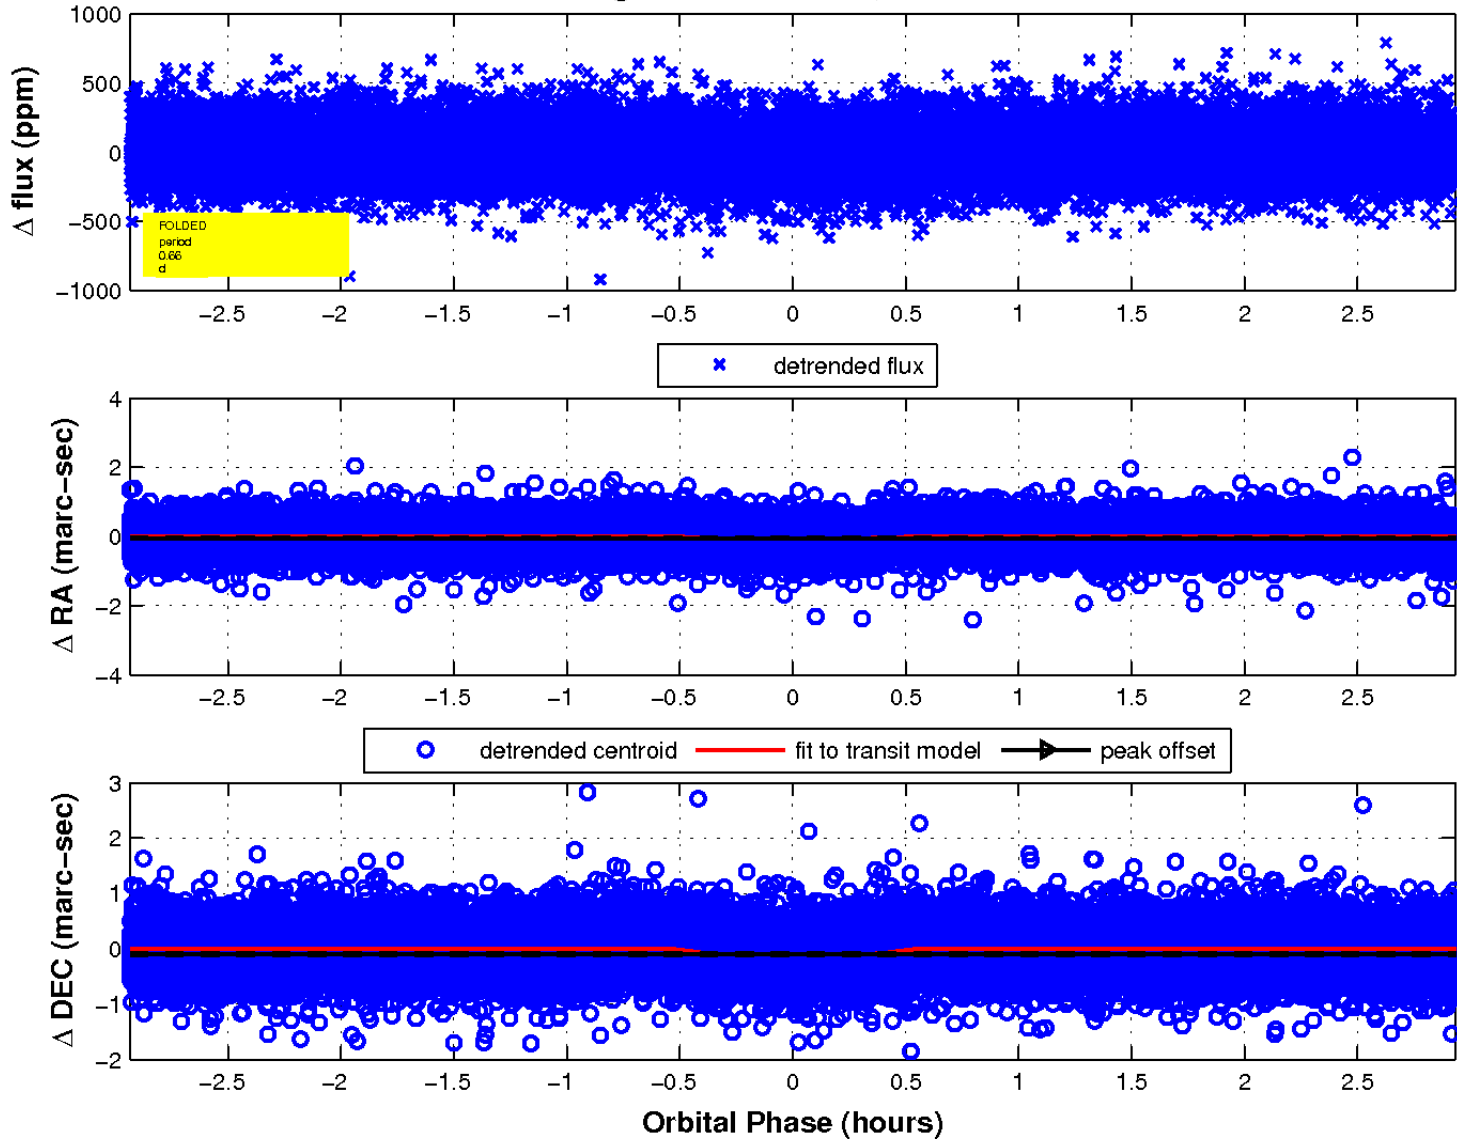 1000
500
0
−500
−1000
Δ flux (ppm)
FOLDED
period
0.66
d
−2.5 −2 −1.5 −1 −0.5 0 0.5 1 1.5 2 2.5
detrended flux
4
2
0
−2
−4
Δ RA (marc−sec)
−2.5 −2 −1.5 −1 −0.5 0 0.5 1 1.5 2 2.5
detrended centroid fit to transit model peak offset
3
2
1
0
−1
−2
Δ DEC (marc−sec)
−2.5 −2 −1.5 −1 −0.5 0 0.5 1 1.5 2 2.5
Orbital Phase (hours)